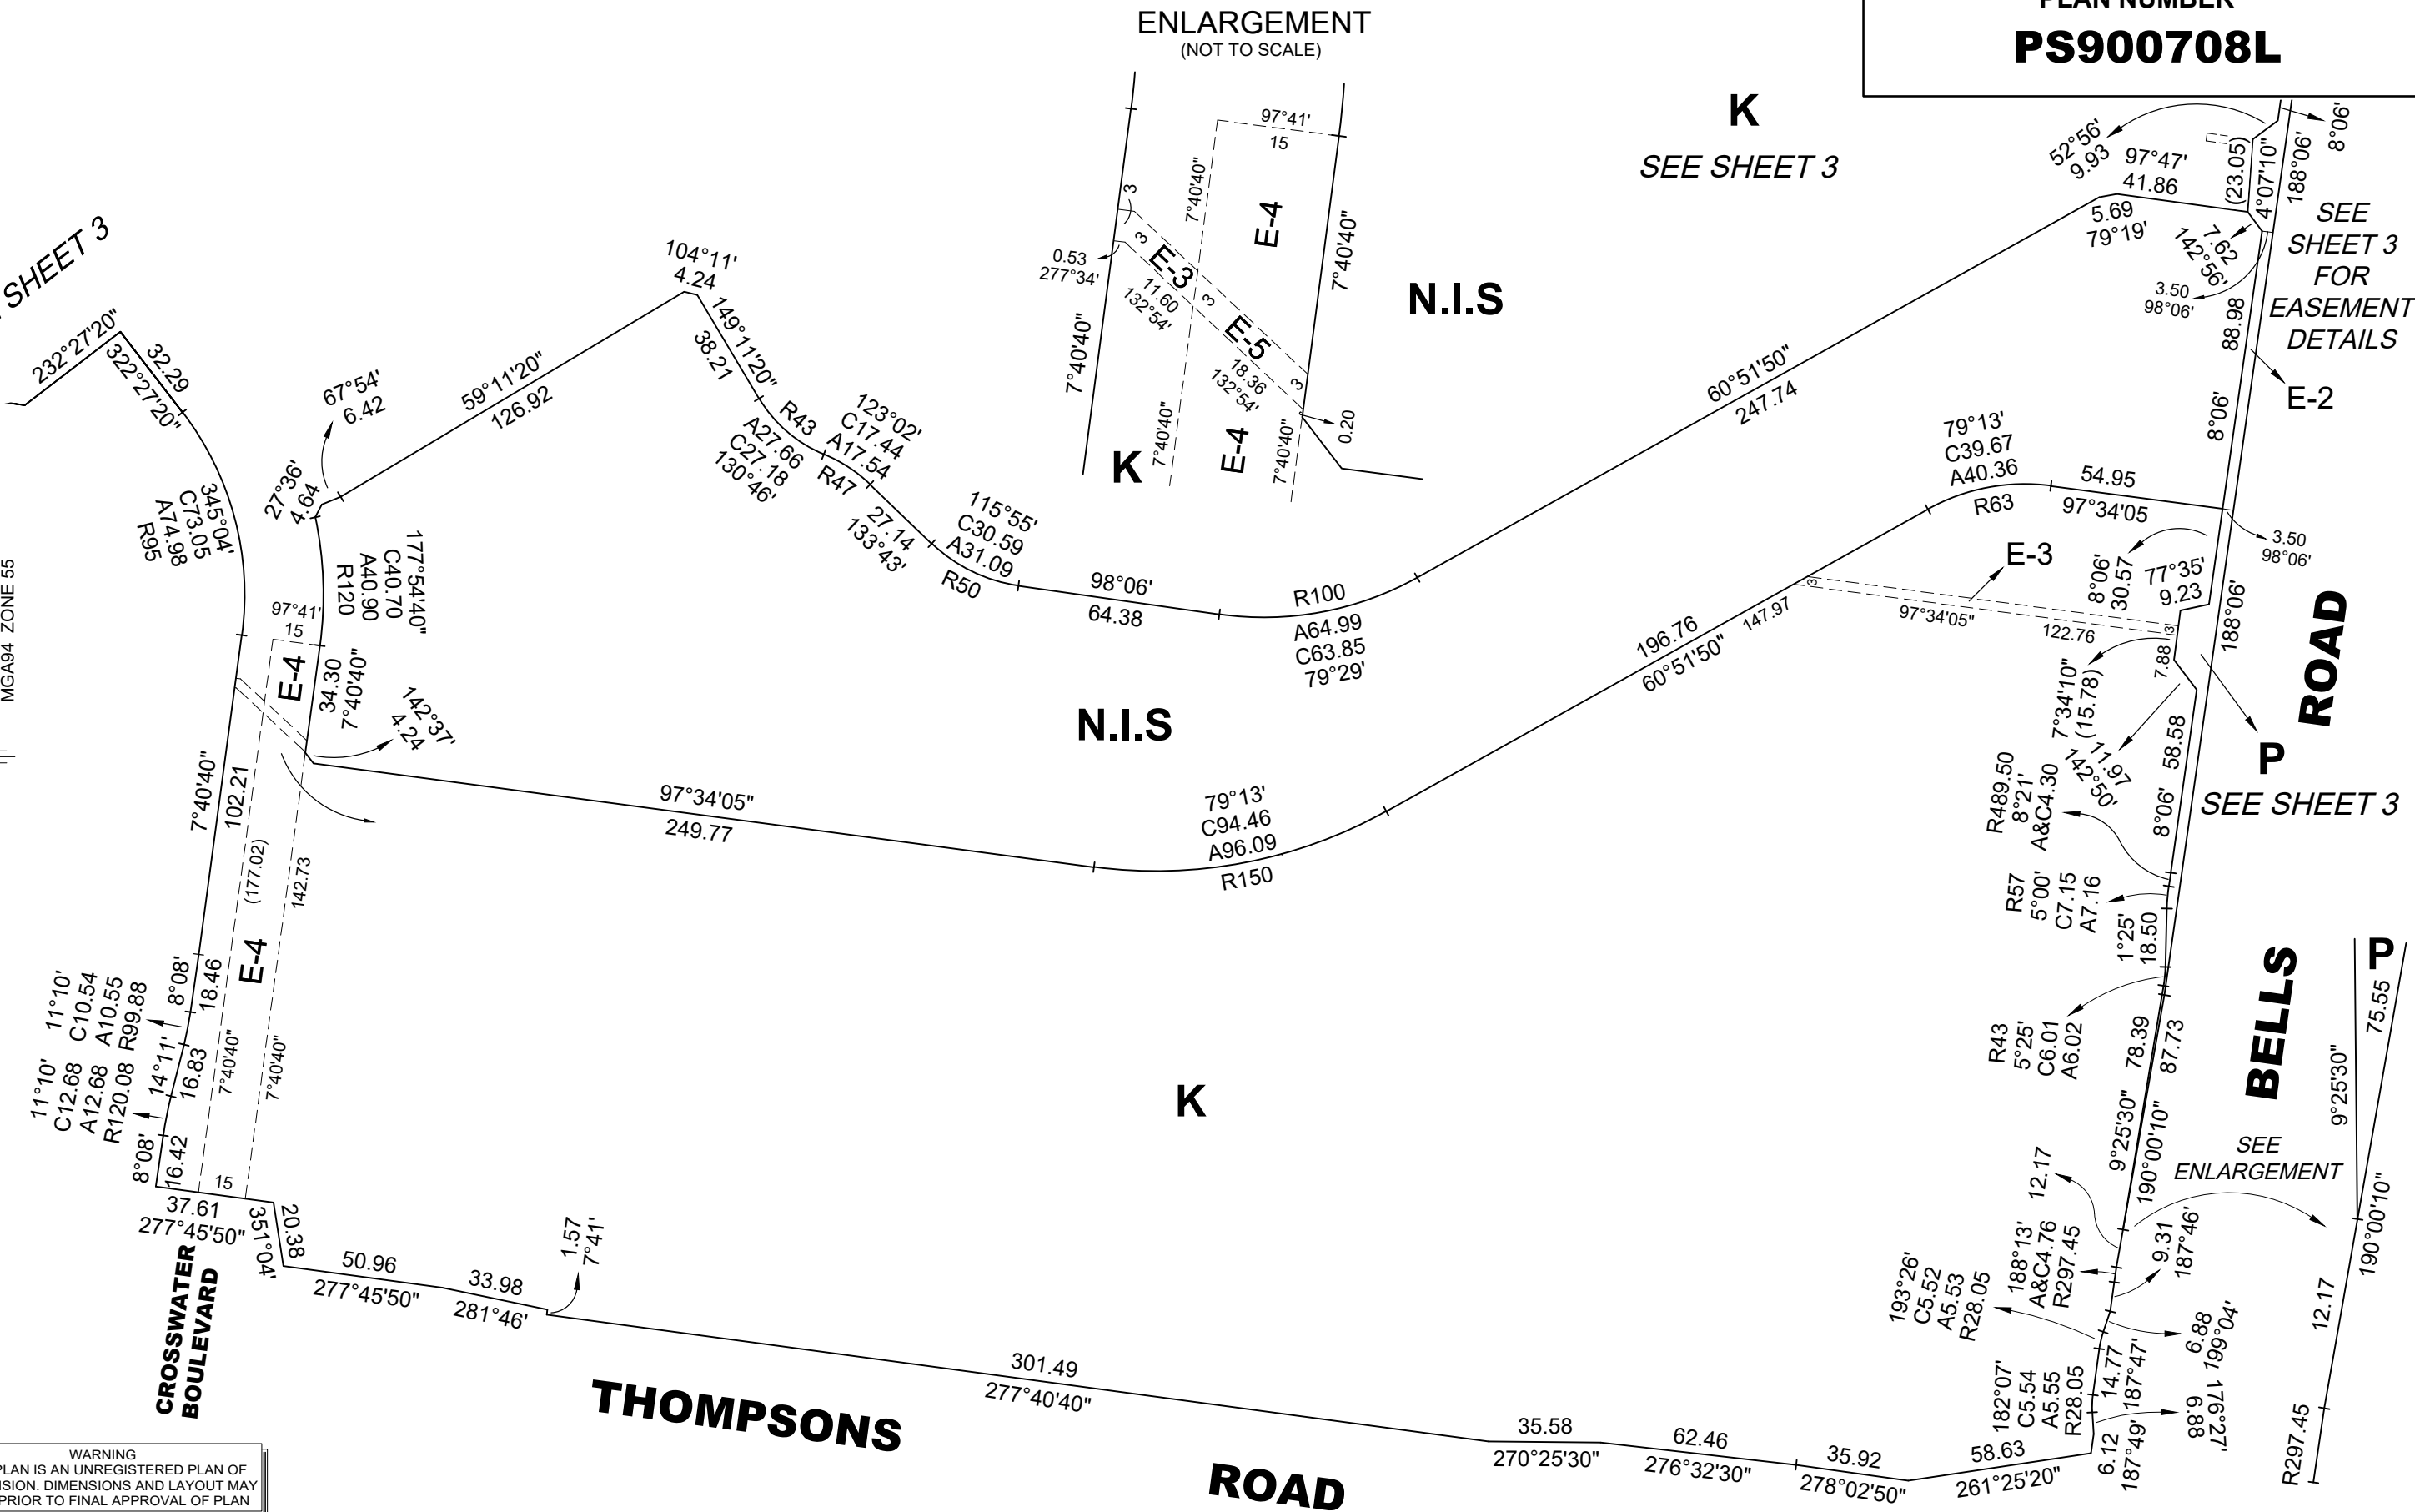 ENLARGEMENT
(NOT TO SCALE)
PLAN NUMBER
PS900708L
K
SEE SHEET 3
SHEET 3
232°27'20"
32.29
322°27'20"
345°04'
C73.05
A74.98
R95
67°54'
6.42
27°36'
4.64
59°11'20"
126.92
104°11'
4.24
149°11'20"
38.21
R43
A27.66
C27.18
130°46'
123°02'
C17.44
A17.54
R47
27.14
133°43'
115°55'
C30.59
A31.09
R50
98°06'
64.38
R100
A64.99
C63.85
79°29'
60°51'50"
247.74
97°41'
15
7°40'40"
E-4
7°40'40"
3
3
0.53
277°34'
E-3
11.60
132°54'
3
E-5
18.36
132°54'
3
7°40'40"
K
7°40'40"
E-4
7°40'40"
0.20
N.I.S
52°56'
9.93
97°47'
41.86
5.69
79°19'
(23.05)
4°07'10"
188°06'
8°06'
7.62
142°56'
3.50
98°06'
SEE
SHEET 3
FOR
EASEMENT
DETAILS
88.98
8°06'
E-2
79°13'
C39.67
A40.36
R63
54.95
97°34'05
3.50
98°06'
E-3
8°06'
30.57
77°35'
9.23
188°06'
ROAD
196.76
60°51'50"
147.97
3
97°34'05"
122.76
3
7.88
7°34'10"
(15.78)
11.97
142°50'
58.58
8°06'
P
SEE SHEET 3
MGA94 ZONE 55
177°54'40"
C40.70
A40.90
R120
97°41'
15
E-4
34.30
7°40'40"
142°37'
4.24
7°40'40"
102.21
(177.02)
142.73
E-4
97°34'05"
249.77
N.I.S
79°13'
C94.46
A96.09
R150
R489.50
8°21'
A&C4.30
R57
5°00'
C7.15
A7.16
1°25'
18.50
R43
5°25'
C6.01
A6.02
78.39
87.73
9°25'30"
190°00'10"
BELLS
P
75.55
9°25'30"
SEE
ENLARGEMENT
190°00'10"
12.17
R297.45
8°08'
18.46
11°10'
C10.54
A10.55
R99.88
14°11'
16.83
11°10'
C12.68
A12.68
R120.08
8°08'
16.42
7°40'40"
7°40'40"
15
37.61
277°45'50"
20.38
351°04'
CROSSWATER
BOULEVARD
50.96
277°45'50"
33.98
281°46'
1.57
7°41'
K
301.49
277°40'40"
THOMPSONS
ROAD
35.58
270°25'30"
62.46
276°32'30"
35.92
278°02'50"
58.63
261°25'20"
12.17
188°13'
A&C4.76
R297.45
9.31
187°46'
193°26'
C5.52
A5.53
R28.05
6.88
199°04'
14.77
187°47'
182°07'
C5.54
A5.55
R28.05
176°27'
6.88
6.12
187°49'
WARNING
PLAN IS AN UNREGISTERED PLAN OF
SION. DIMENSIONS AND LAYOUT MAY
PRIOR TO FINAL APPROVAL OF PLAN